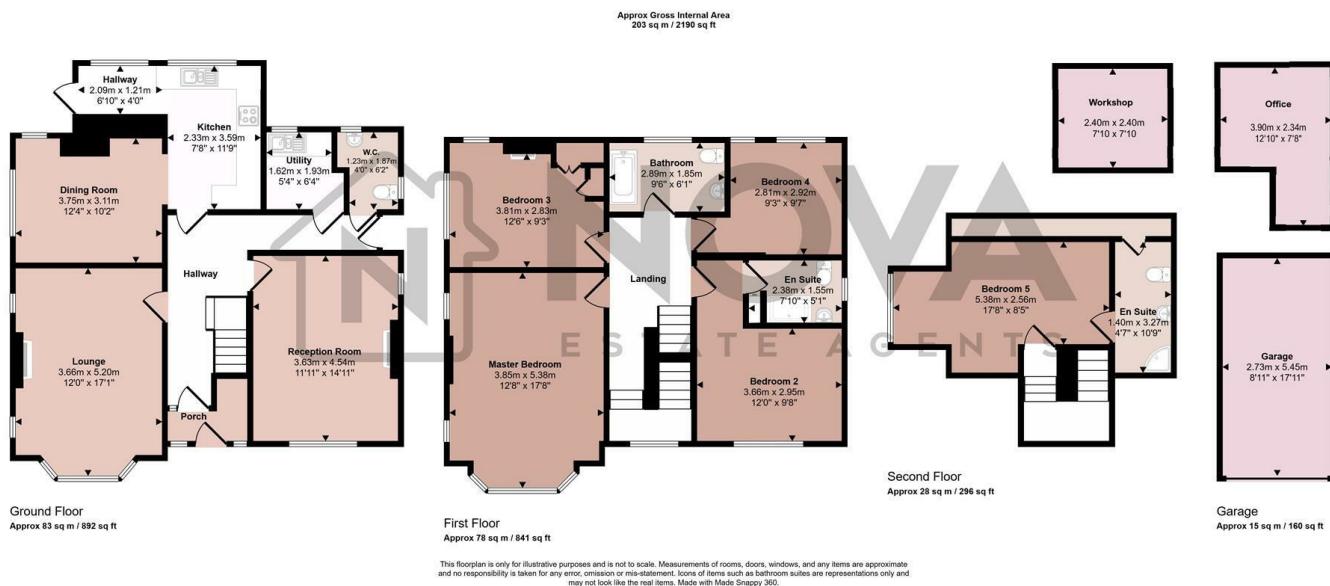 Approx Gross Internal Area
203 sq m / 2190 sq ft
Hallway
2.09m x 1.21m
6'10" x 4'0"
Kitchen
2.33m x 3.59m
7'8" x 11'9"
Utility
1.62m x 1.93m
5'4" x 6'4"
W.C.
1.23m x 1.87m
4'0" x 6'2"
Dining Room
3.75m x 3.11m
12'4" x 10'2"
Hallway
Lounge
3.66m x 5.20m
12'0" x 17'1"
Reception Room
3.63m x 4.54m
11'11" x 14'11"
Porch
Ground Floor
Approx 83 sq m / 892 sq ft
Bathroom
2.89m x 1.85m
9'6" x 6'1"
Bedroom 4
2.81m x 2.92m
9'3" x 9'7"
Bedroom 3
3.81m x 2.83m
12'6" x 9'3"
Landing
En Suite
2.38m x 1.55m
7'10" x 5'1"
Master Bedroom
3.85m x 5.38m
12'8" x 17'8"
Bedroom 2
3.66m x 2.95m
12'0" x 9'8"
First Floor
Approx 78 sq m / 841 sq ft
Workshop
2.40m x 2.40m
7'10 x 7'10
Bedroom 5
5.38m x 2.56m
17'8" x 8'5"
En Suite
1.40m x 3.27m
4'7" x 10'9"
Second Floor
Approx 28 sq m / 296 sq ft
Office
3.90m x 2.34m
12'10" x 7'8"
Garage
2.73m x 5.45m
8'11" x 17'11"
Garage
Approx 15 sq m / 160 sq ft
N NOVA
ESTATE AGENTS
This floorplan is only for illustrative purposes and is not to scale. Measurements of rooms, doors, windows, and any items are approximate
and no responsibility is taken for any error, omission or mis-statement. Icons of items such as bathroom suites are representations only and
may not look like the real items. Made with Made Snappy 360.